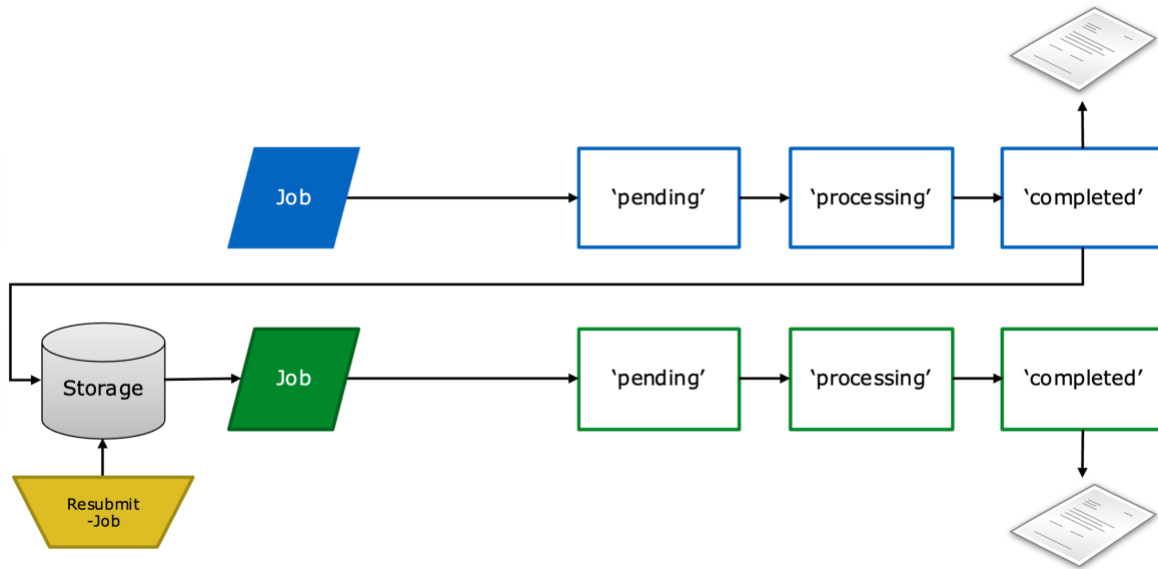 Job
‘pending’
‘processing’
‘completed’
Storage
Job
‘pending’
‘processing’
‘completed’
Resubmit
-Job